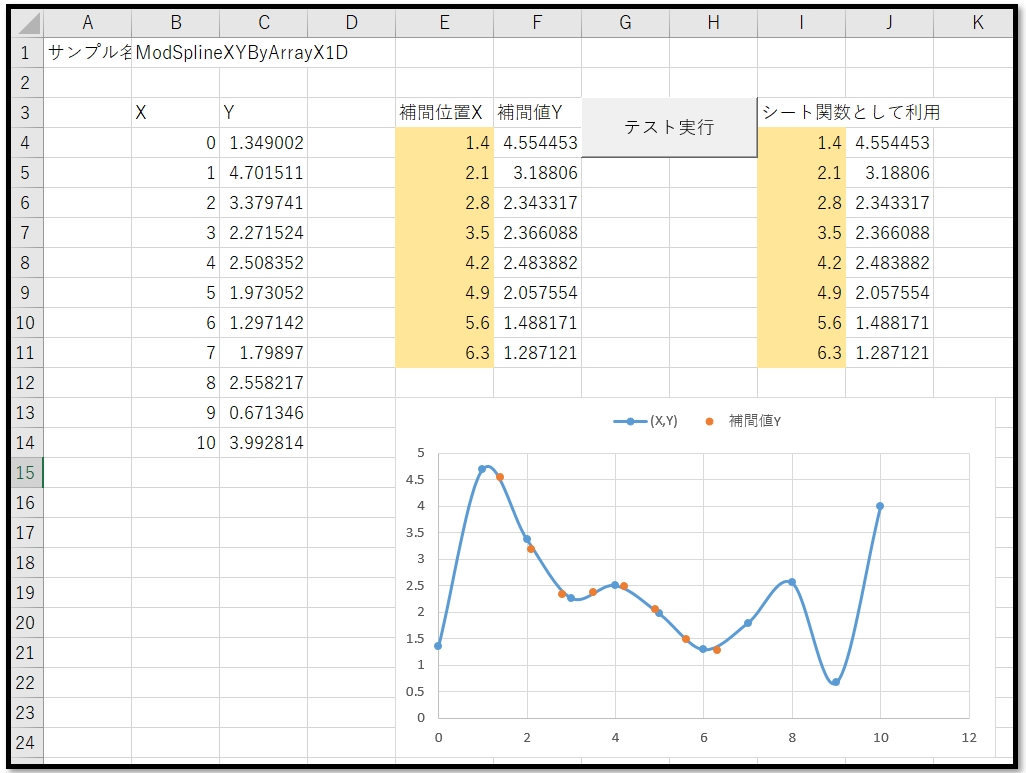 A B C D E F G H I J K
1 サンプル名 ModSplineXYByArrayX1D
2
3 X Y 補間位置X 補間値Y テスト実行 シート関数として利用
4 0 1.349002 1.4 4.554453 1.4 4.554453
5 1 4.701511 2.1 3.18806 2.1 3.18806
6 2 3.379741 2.8 2.343317 2.8 2.343317
7 3 2.271524 3.5 2.366088 3.5 2.366088
8 4 2.508352 4.2 2.483882 4.2 2.483882
9 5 1.973052 4.9 2.057554 4.9 2.057554
10 6 1.297142 5.6 1.488171 5.6 1.488171
11 7 1.79897 6.3 1.287121 6.3 1.287121
12 8 2.558217
13 9 0.671346
14 10 3.992814
15
16
17
18
19
20
21
22
23
24
(X,Y) 補間値Y
5
4.5
4
3.5
3
2.5
2
1.5
1
0.5
0
0 2 4 6 8 10 12